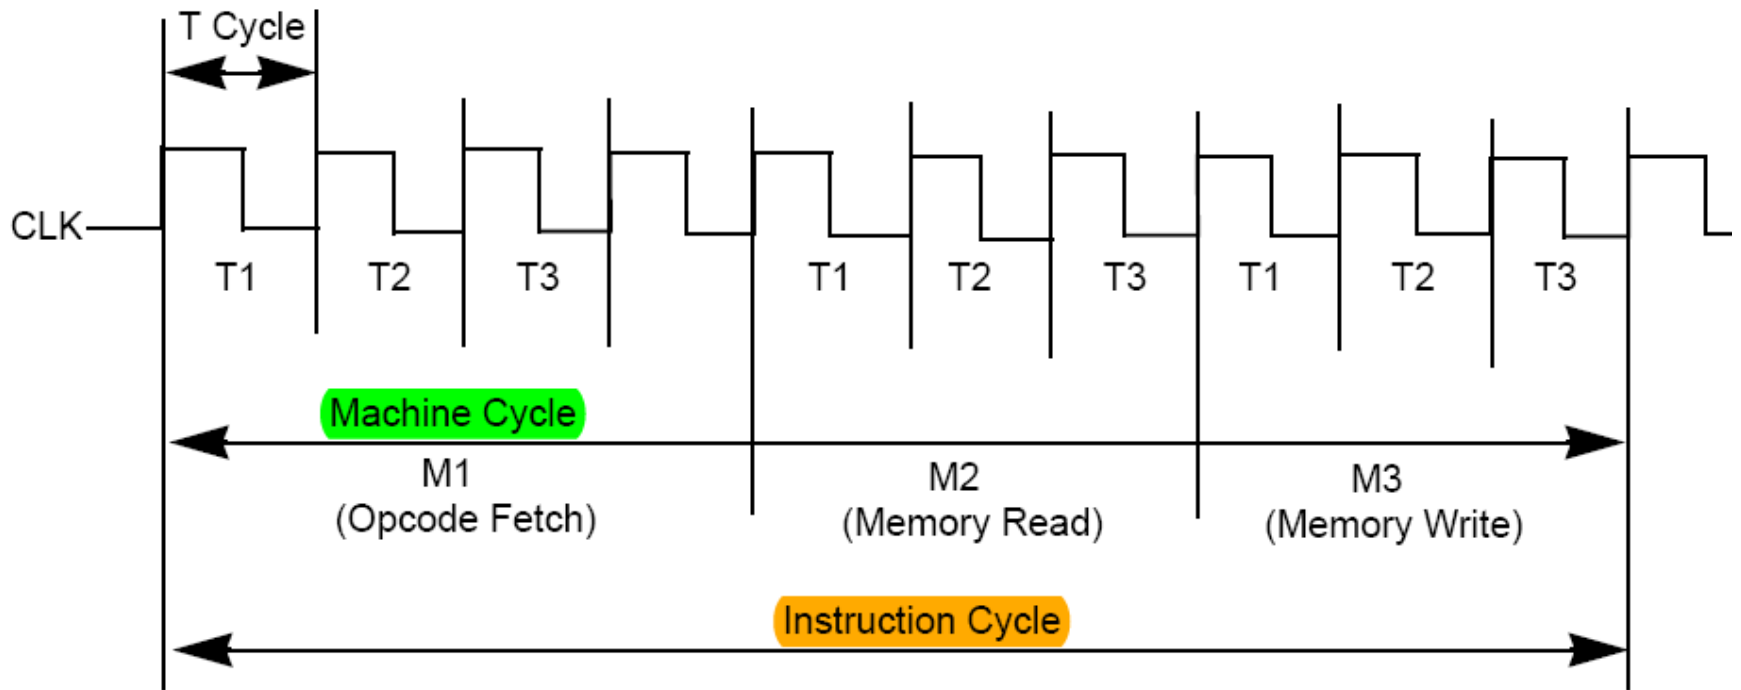 T Cycle
CLK
T1 T2 T3 T1 T2 T3 T1 T2 T3
Machine Cycle
M1 M2 M3
(Opcode Fetch) (Memory Read) (Memory Write)
Instruction Cycle